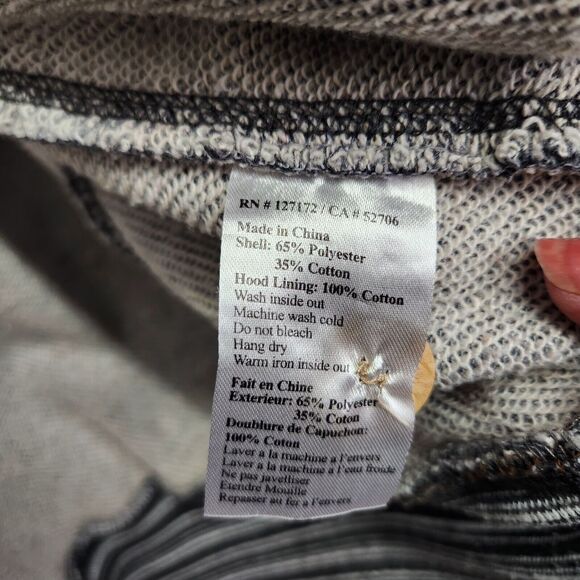 RN # 127172 / CA # 52706
Made in China
Shell: 65% Polyester
35% Cotton
Hood Lining: 100% Cotton
Wash inside out
Machine wash cold
Do not bleach
Hang dry
Warm iron inside out
Fait en Chine
Exterieur: 65% Polyester
35% Coton
Doublure de Capuchon:
100% Coton
Laver a la machine a l'envers
Laver a la machine a l'eau froide
Ne pas javelliser
Etendre Mouille
Repasser au fer a l'envers